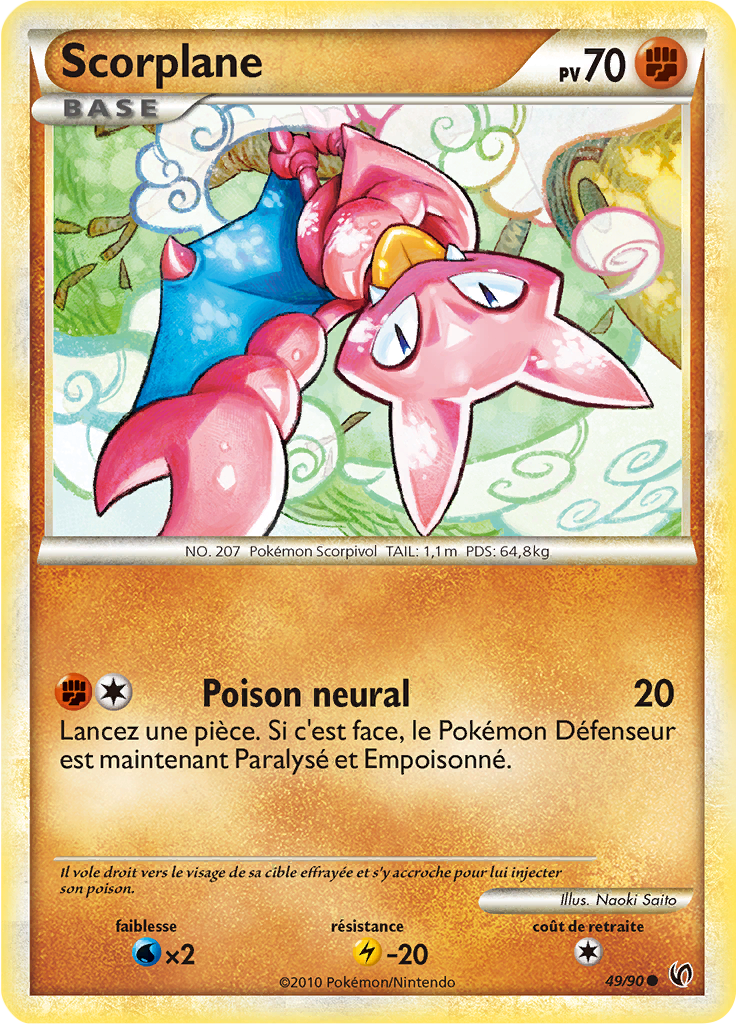 Scorplane
PV 70
BASE
NO. 207 Pokémon Scorpivol TAIL: 1,1 m PDS: 64,8 kg
Poison neural 20
Lancez une pièce. Si c'est face, le Pokémon Défenseur
est maintenant Paralysé et Empoisonné.
Il vole droit vers le visage de sa cible effrayée et s'y accroche pour lui injecter
son poison.
Illus. Naoki Saito
faiblesse résistance coût de retraite
×2 -20
©2010 Pokémon/Nintendo 49/90